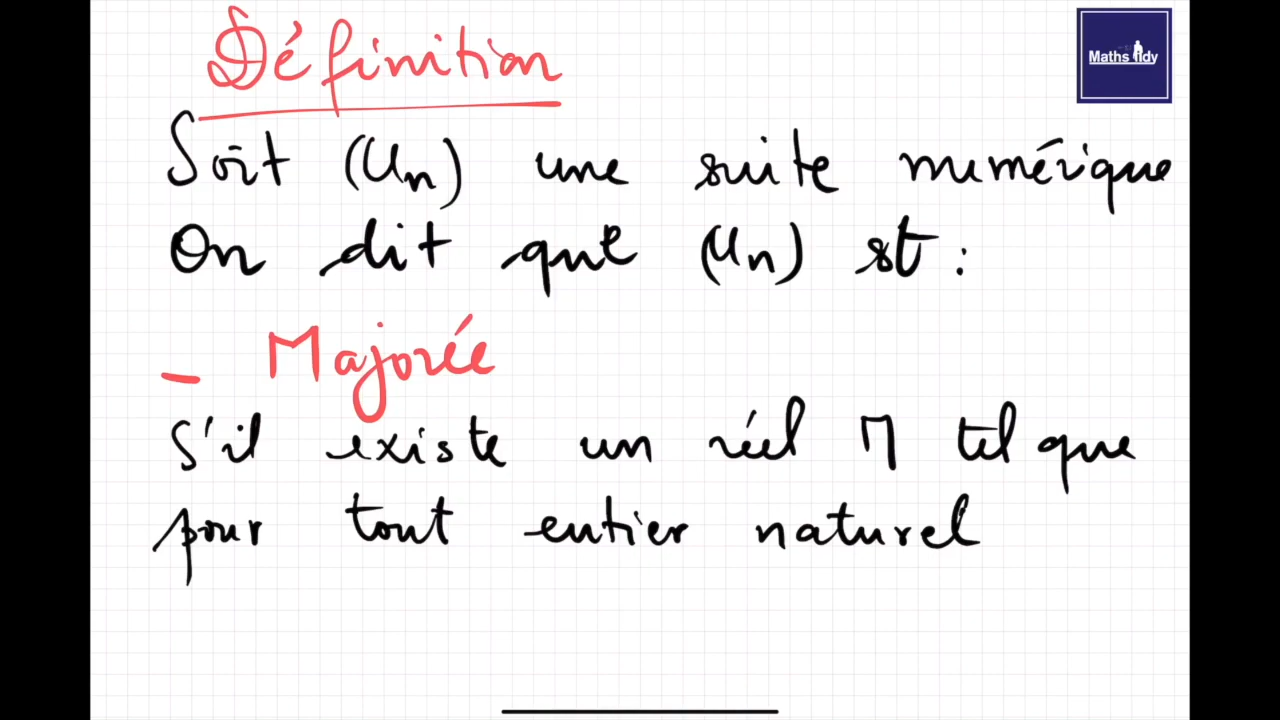 Définition
Maths Andy
Soit (Un) une suite numérique
On dit que (Un) est :
- Majorée
S'il existe un réel M tel que
pour tout entier naturel